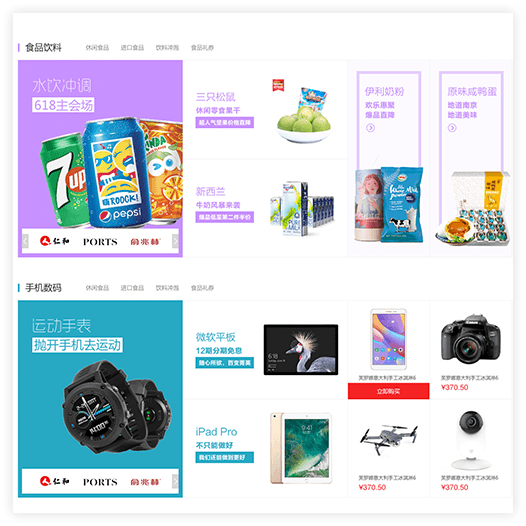 食品饮料
休闲食品 进口食品 饮料冲泡 食品礼券
水饮冲调
618主会场
7up
pepsi
仁和 PORTS 俞兆林
三只松鼠
休闲零食果干
超人气坚果价格直降
新西兰
牛奶风暴来袭
爆品低至第二件半价
PURE MILK
伊利奶粉
欢乐惠聚
爆品直降
原味咸鸭蛋
地道南京
地道美味
手机数码
休闲食品 进口食品 饮料冲泡 食品礼券
运动手表
抛开手机去运动
仁和 PORTS 俞兆林
微软平板
12期分期免息
随心所欲，百变菁英
iPad Pro
不只能做好
我们还能做到更好
芙罗娜意大利手工冰淇淋6
立即购买
Canon
芙罗娜意大利手工冰淇淋6
¥370.50
芙罗娜意大利手工冰淇淋6
¥370.50
芙罗娜意大利手工冰淇淋6
¥370.50